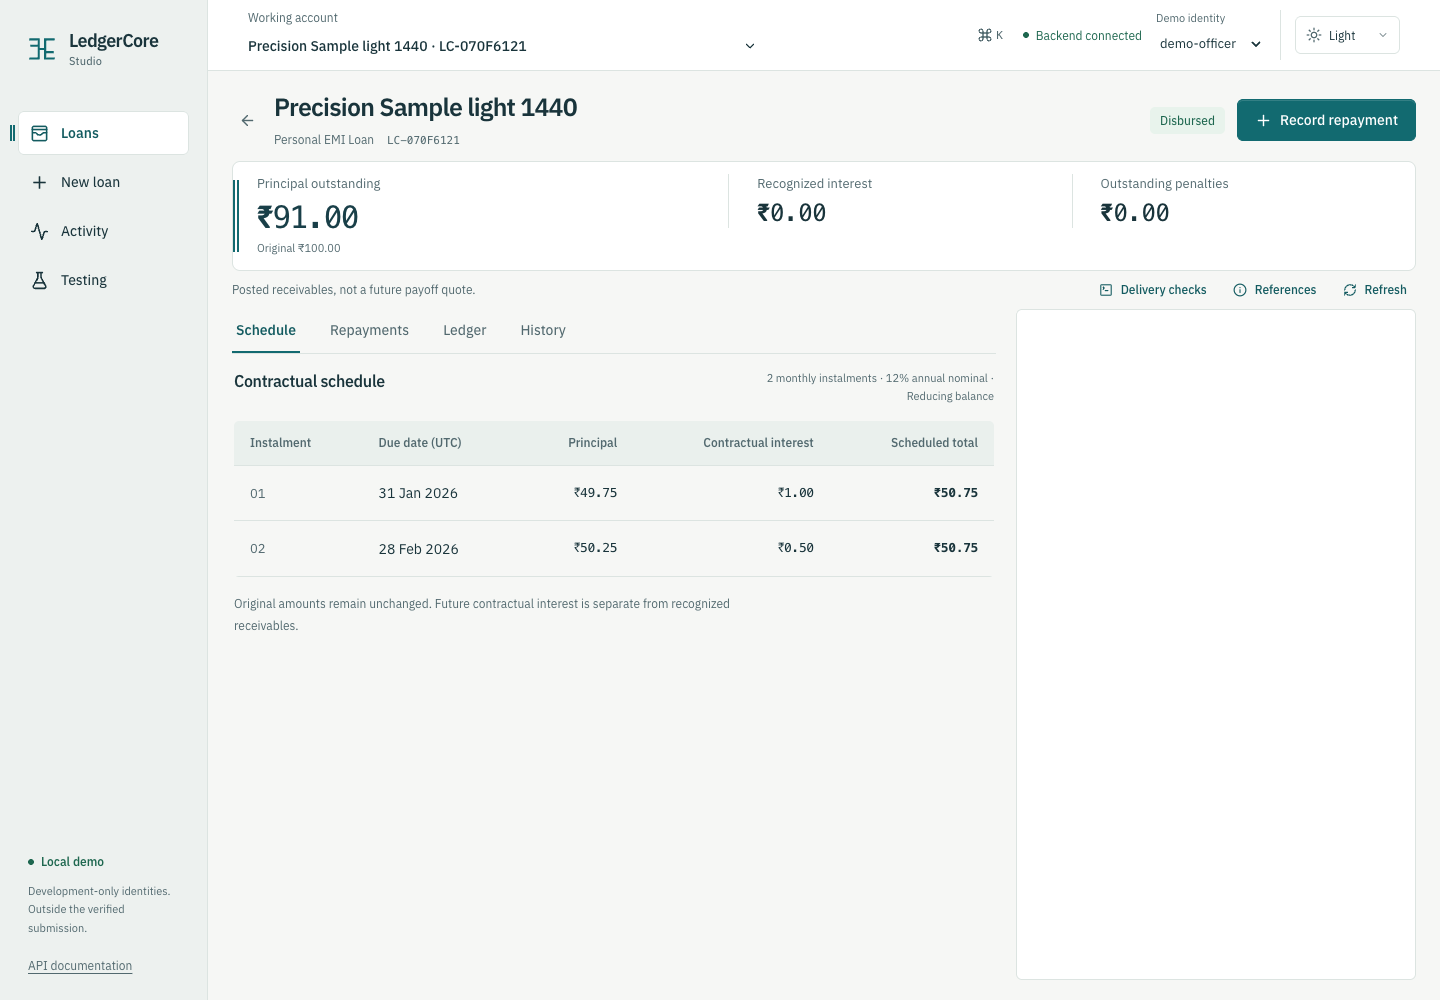 LedgerCore
Studio
Loans
New loan
Activity
Testing
Local demo
Development-only identities.
Outside the verified
submission.
API documentation
Working account
Precision Sample light 1440 · LC-070F6121
⌘ K
Backend connected
Demo identity
demo-officer
Light
Precision Sample light 1440
Personal EMI Loan LC-070F6121
Disbursed
Record repayment
Principal outstanding
₹91.00
Original ₹100.00
Recognized interest
₹0.00
Outstanding penalties
₹0.00
Posted receivables, not a future payoff quote.
Delivery checks
References
Refresh
Schedule Repayments Ledger History
Contractual schedule
2 monthly instalments · 12% annual nominal ·
Reducing balance
Instalment Due date (UTC) Principal Contractual interest Scheduled total
01 31 Jan 2026 ₹49.75 ₹1.00 ₹50.75
02 28 Feb 2026 ₹50.25 ₹0.50 ₹50.75
Original amounts remain unchanged. Future contractual interest is separate from recognized
receivables.